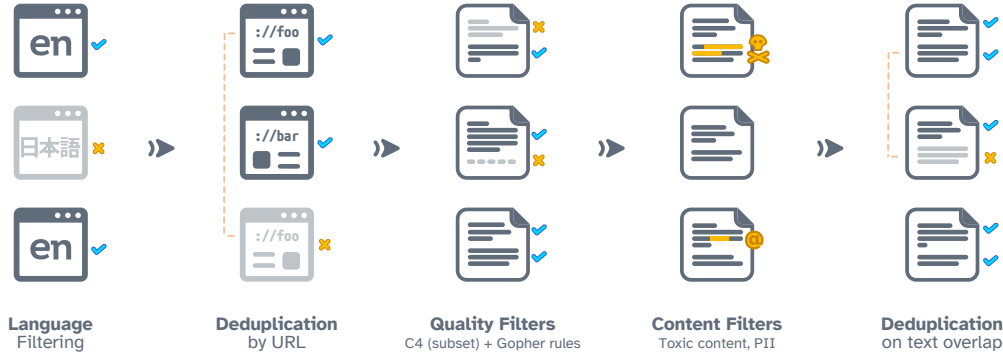 en
日本語
en
://foo
://bar
://foo
@
Language
Filtering
Deduplication
by URL
Quality Filters
C4 (subset) + Gopher rules
Content Filters
Toxic content, PII
Deduplication
on text overlap